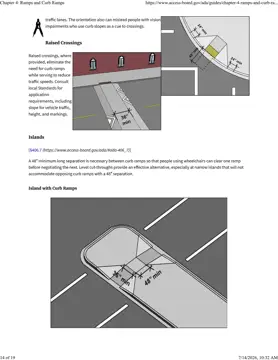 Chapter 4: Ramps and Curb Ramps
https://www.access-board.gov/ada/guides/chapter-4-ramps-and-curb-ra...
traffic lanes. The orientation also can mislead people with vision
impairments who use curb slopes as a cue to crossings.
Raised Crossings
Raised crossings, where
provided, eliminate the
need for curb ramps
while serving to reduce
traffic speeds. Consult
local standards for
application
requirements, including
slope for vehicle traffic,
height, and markings.
36"
min
Islands
[§406.7 (https://www.access-board.gov/ada/#ada-406_7)]
A 48" minimum long separation is necessary between curb ramps so that people using wheelchairs can clear one ramp
before negotiating the next. Level cut-throughs provide an effective alternative, especially at narrow islands that will not
accommodate opposing curb ramps with a 48" separation.
Island with Curb Ramps
36" min
48" min
14 of 19
7/14/2026, 10:32 AM